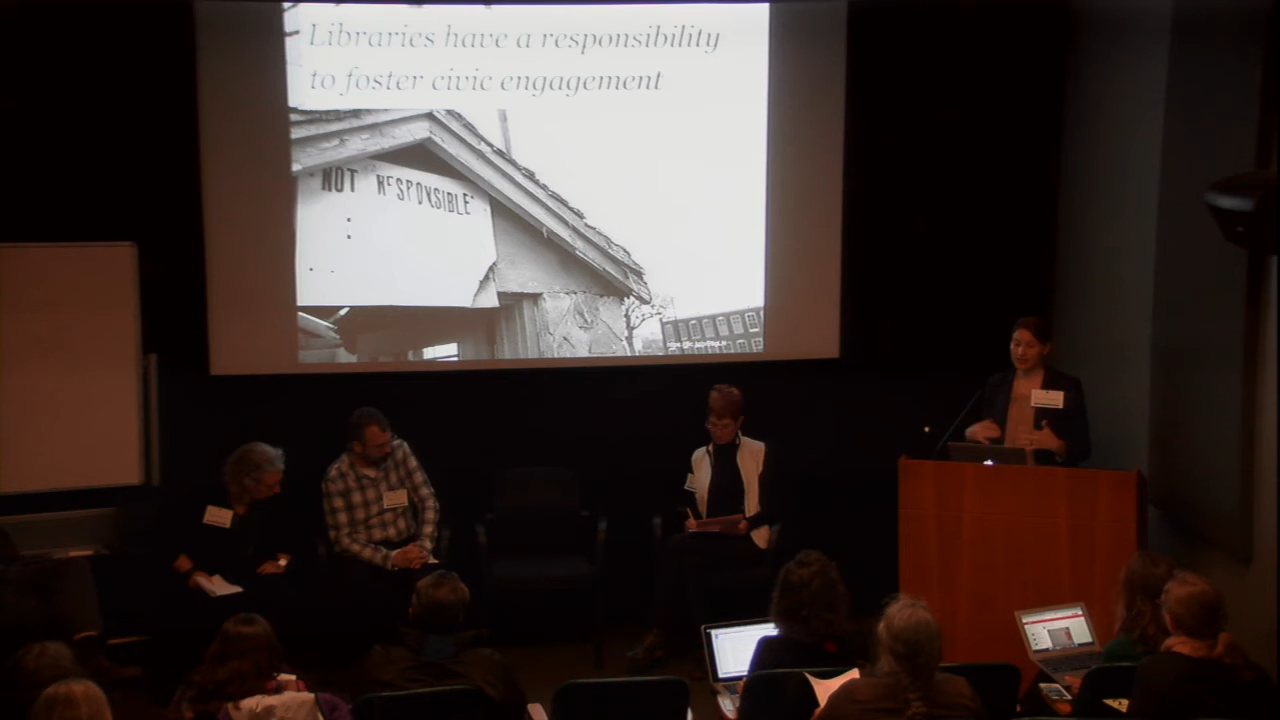 Libraries have a responsibility
to foster civic engagement
NOT RESPONSIBLE